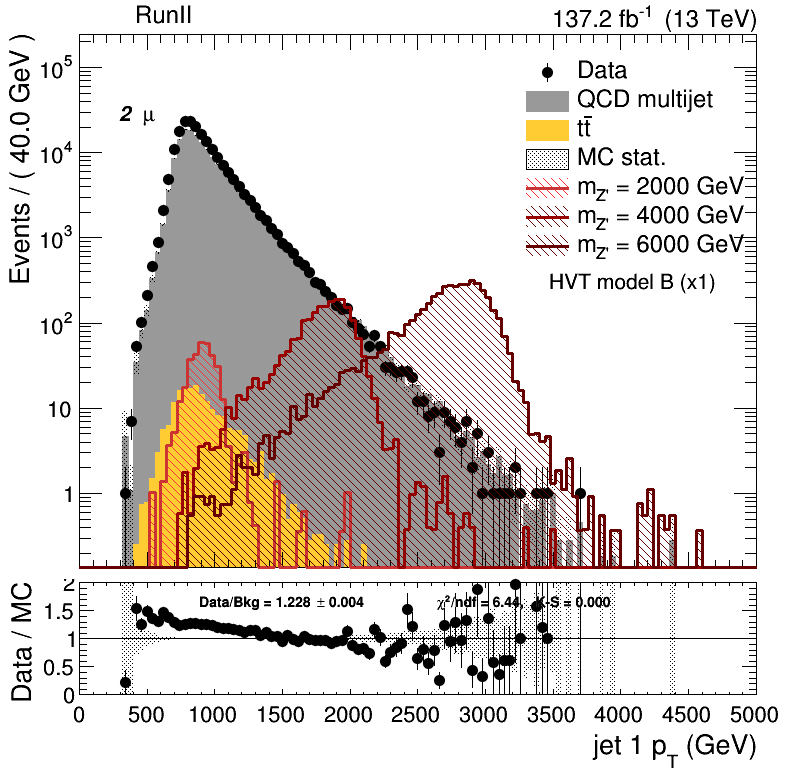 RunII
137.2 fb⁻¹ (13 TeV)
Events / ( 40.0 GeV )
10⁵
10⁴
10³
10²
10
1
2 μ
Data
QCD multijet
tt̄
MC stat.
m_Z' = 2000 GeV
m_Z' = 4000 GeV
m_Z' = 6000 GeV
HVT model B (x1)
Data / MC
2
1.5
1
0.5
0
Data/Bkg = 1.228 ± 0.004
χ²/ndf = 6.44, K-S = 0.000
0 500 1000 1500 2000 2500 3000 3500 4000 4500 5000
jet 1 p_T (GeV)